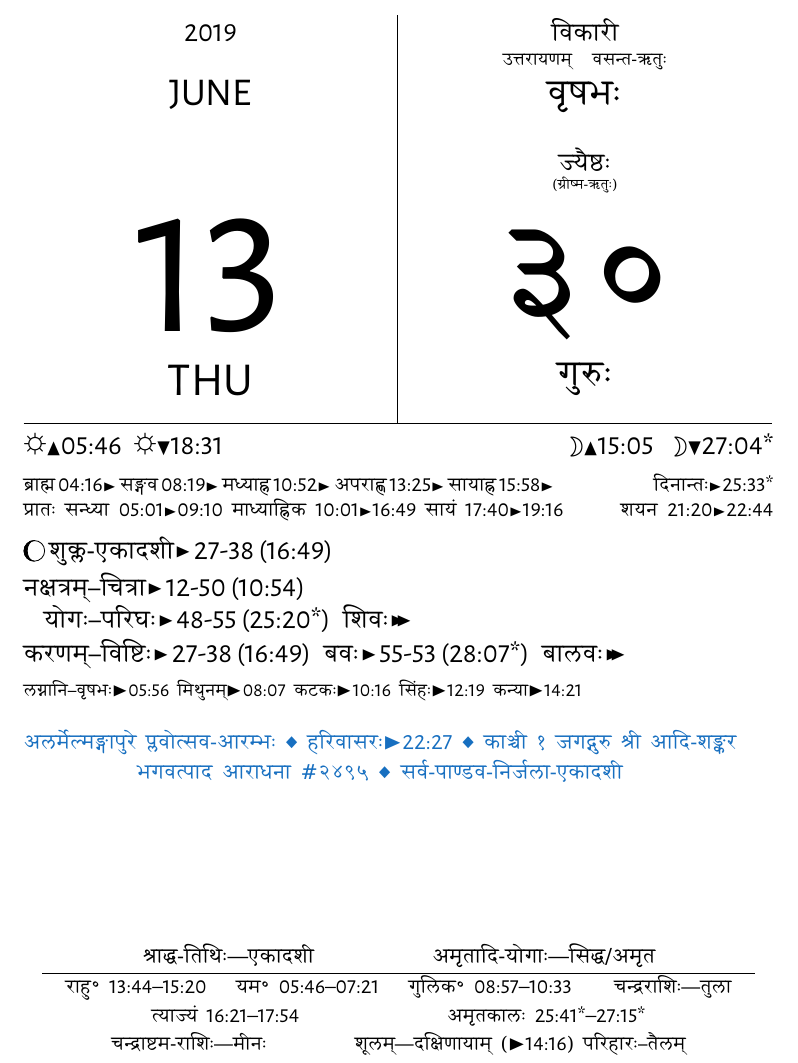 2019
JUNE
13
THU
विकारी
उत्तरायणम् वसन्त-ऋतुः
वृषभः
ज्यैष्ठः
(ग्रीष्म-ऋतुः)
३०
गुरुः
☼▲05:46 ☼▼18:31 ☽▲15:05 ☽▼27:04*
ब्राह्म 04:16► सङ्गव 08:19► मध्याह्न 10:52► अपराह्ण 13:25► सायाह्न 15:58► दिनान्तः►25:33*
प्रातः सन्ध्या 05:01►09:10 माध्याह्निक 10:01►16:49 सायं 17:40►19:16 शयन 21:20►22:44
शुक्ल-एकादशी►27-38 (16:49)
नक्षत्रम्–चित्रा►12-50 (10:54)
योगः–परिघः►48-55 (25:20*) शिवः►►
करणम्–विष्टिः►27-38 (16:49) बवः►55-53 (28:07*) बालवः►►
लग्नानि–वृषभः►05:56 मिथुनम्►08:07 कटकः►10:16 सिंहः►12:19 कन्या►14:21
अलर्मेल्मङ्गापुरे प्लवोत्सव-आरम्भः ◆ हरिवासरः►22:27 ◆ काञ्ची १ जगद्गुरु श्री आदि-शङ्कर
भगवत्पाद आराधना #२४९५ ◆ सर्व-पाण्डव-निर्जला-एकादशी
श्राद्ध-तिथिः—एकादशी अमृतादि-योगाः—सिद्ध/अमृत
राहु° 13:44–15:20 यम° 05:46–07:21 गुलिक° 08:57–10:33 चन्द्रराशिः—तुला
त्याज्यं 16:21–17:54 अमृतकालः 25:41*–27:15*
चन्द्राष्टम-राशिः—मीनः शूलम्—दक्षिणायाम् (►14:16) परिहारः–तैलम्